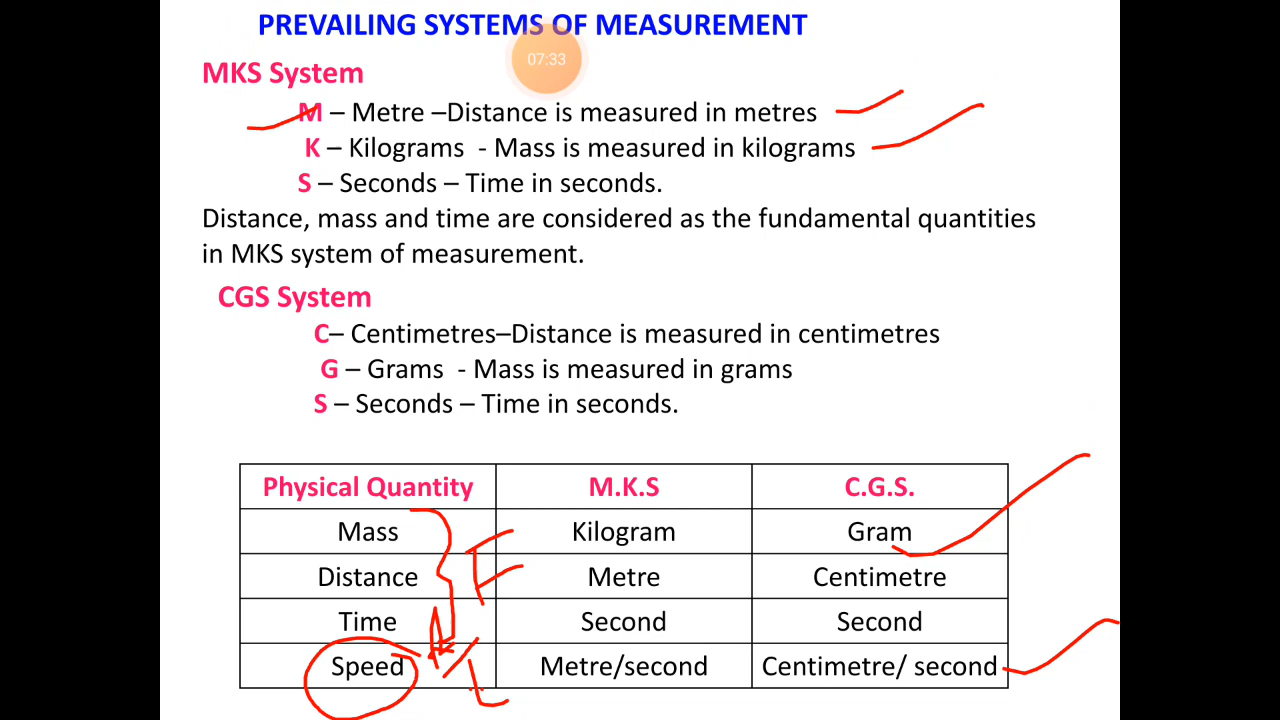 PREVAILING SYSTEMS OF MEASUREMENT
07:33
MKS System
M – Metre –Distance is measured in metres
K – Kilograms - Mass is measured in kilograms
S – Seconds – Time in seconds.
Distance, mass and time are considered as the fundamental quantities
in MKS system of measurement.
CGS System
C– Centimetres–Distance is measured in centimetres
G – Grams - Mass is measured in grams
S – Seconds – Time in seconds.
Physical Quantity M.K.S C.G.S.
Mass Kilogram Gram
Distance Metre Centimetre
Time Second Second
Speed Metre/second Centimetre/ second
F